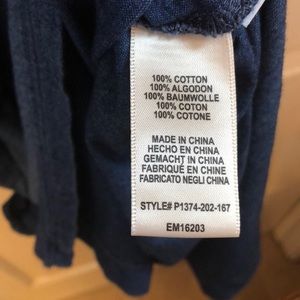 100% COTTON
100% ALGODON
100% BAUMWOLLE
100% COTON
100% COTONE
MADE IN CHINA
HECHO EN CHINA
GEMACHT IN CHINA
FABRIQUÉ EN CHINE
FABRICATO NEGLI CHINA
STYLE# P1374-202-167
EM16203